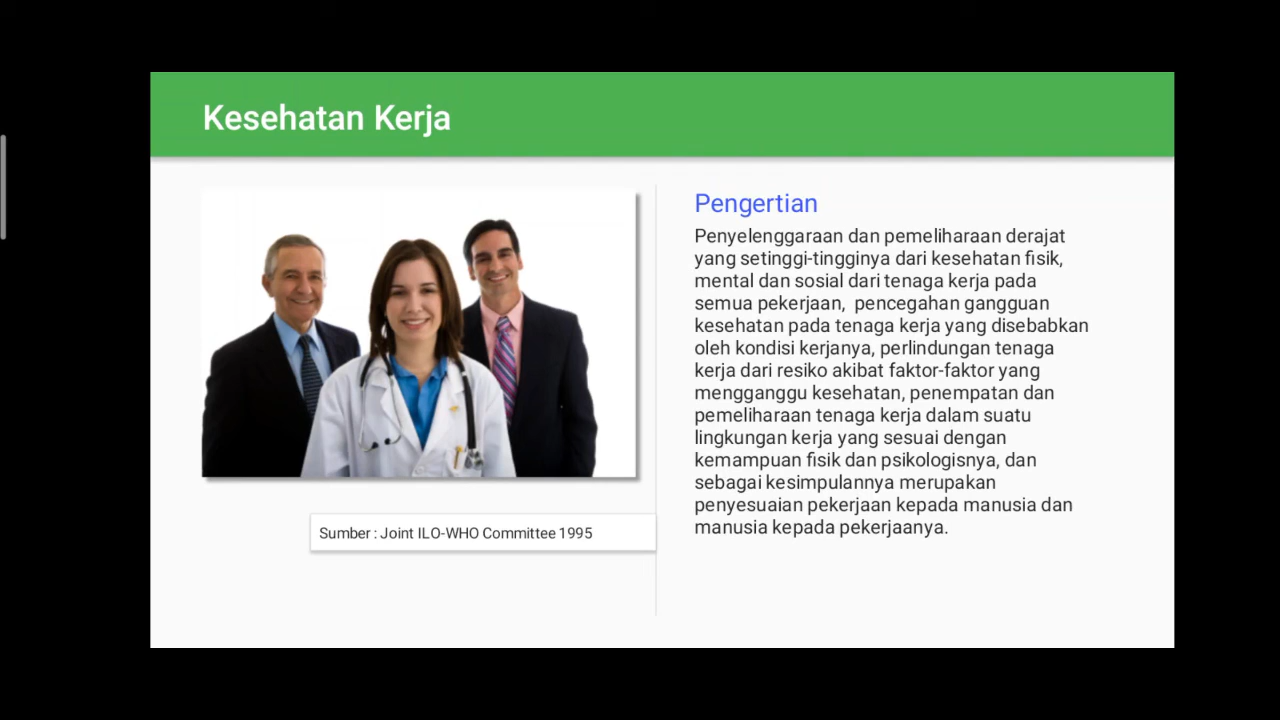 Kesehatan Kerja
Pengertian
Penyelenggaraan dan pemeliharaan derajat
yang setinggi-tingginya dari kesehatan fisik,
mental dan sosial dari tenaga kerja pada
semua pekerjaan,  pencegahan gangguan
kesehatan pada tenaga kerja yang disebabkan
oleh kondisi kerjanya, perlindungan tenaga
kerja dari resiko akibat faktor-faktor yang
mengganggu kesehatan, penempatan dan
pemeliharaan tenaga kerja dalam suatu
lingkungan kerja yang sesuai dengan
kemampuan fisik dan psikologisnya, dan
sebagai kesimpulannya merupakan
penyesuaian pekerjaan kepada manusia dan
manusia kepada pekerjaanya.
Sumber : Joint ILO-WHO Committee 1995